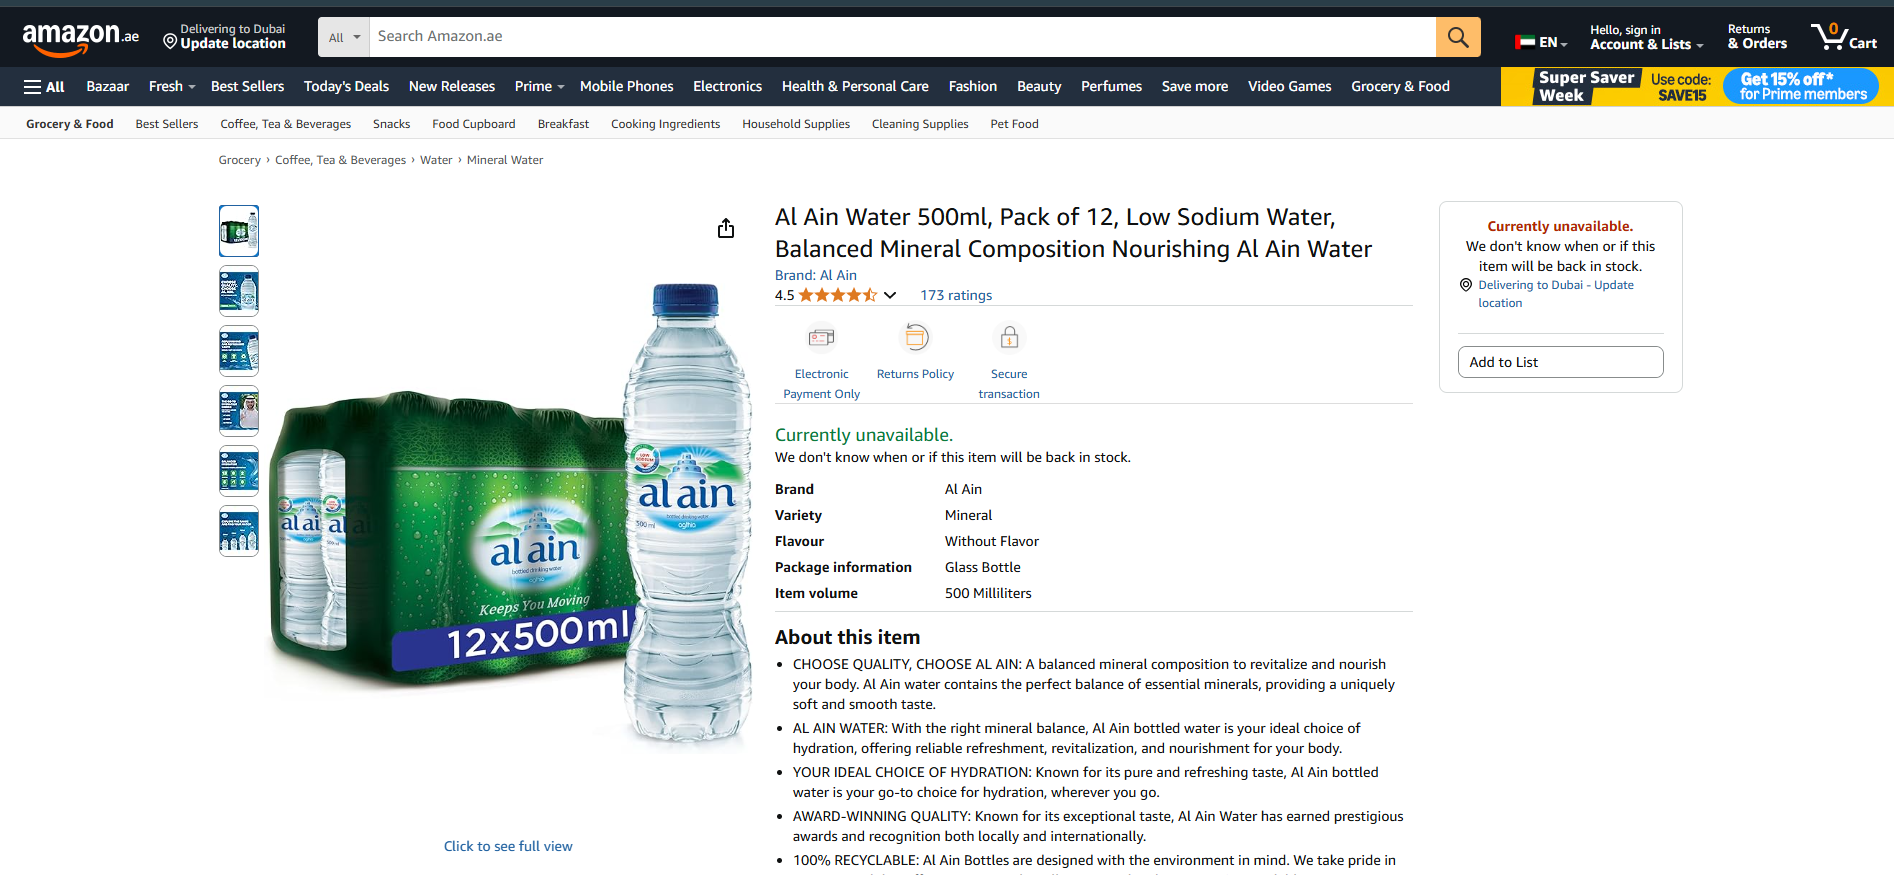 amazon.ae
Delivering to Dubai
Update location
All
Search Amazon.ae
EN
Hello, sign in
Account & Lists
Returns
& Orders
0
Cart
All
Bazaar
Fresh
Best Sellers
Today's Deals
New Releases
Prime
Mobile Phones
Electronics
Health & Personal Care
Fashion
Beauty
Perfumes
Save more
Video Games
Grocery & Food
Super Saver
Week
Use code:
SAVE15
Get 15% off*
for Prime members
Grocery & Food
Best Sellers
Coffee, Tea & Beverages
Snacks
Food Cupboard
Breakfast
Cooking Ingredients
Household Supplies
Cleaning Supplies
Pet Food
Grocery › Coffee, Tea & Beverages › Water › Mineral Water
Al Ain Water 500ml, Pack of 12, Low Sodium Water,
Balanced Mineral Composition Nourishing Al Ain Water
Brand: Al Ain
4.5
173 ratings
Electronic
Payment Only
Returns Policy
Secure
transaction
Currently unavailable.
We don't know when or if this item will be back in stock.
Brand Al Ain
Variety Mineral
Flavour Without Flavor
Package information Glass Bottle
Item volume 500 Milliliters
About this item
• CHOOSE QUALITY, CHOOSE AL AIN: A balanced mineral composition to revitalize and nourish
your body. Al Ain water contains the perfect balance of essential minerals, providing a uniquely
soft and smooth taste.
• AL AIN WATER: With the right mineral balance, Al Ain bottled water is your ideal choice of
hydration, offering reliable refreshment, revitalization, and nourishment for your body.
• YOUR IDEAL CHOICE OF HYDRATION: Known for its pure and refreshing taste, Al Ain bottled
water is your go-to choice for hydration, wherever you go.
• AWARD-WINNING QUALITY: Known for its exceptional taste, Al Ain Water has earned prestigious
awards and recognition both locally and internationally.
• 100% RECYCLABLE: Al Ain Bottles are designed with the environment in mind. We take pride in
Currently unavailable.
We don't know when or if this
item will be back in stock.
Delivering to Dubai - Update
location
Add to List
LOW
SODIUM
al ain
bottled drinking water
500 ml
agthia
al ai
al a
al ain
bottled drinking water
agthia
Keeps You Moving
12x500ml
Click to see full view